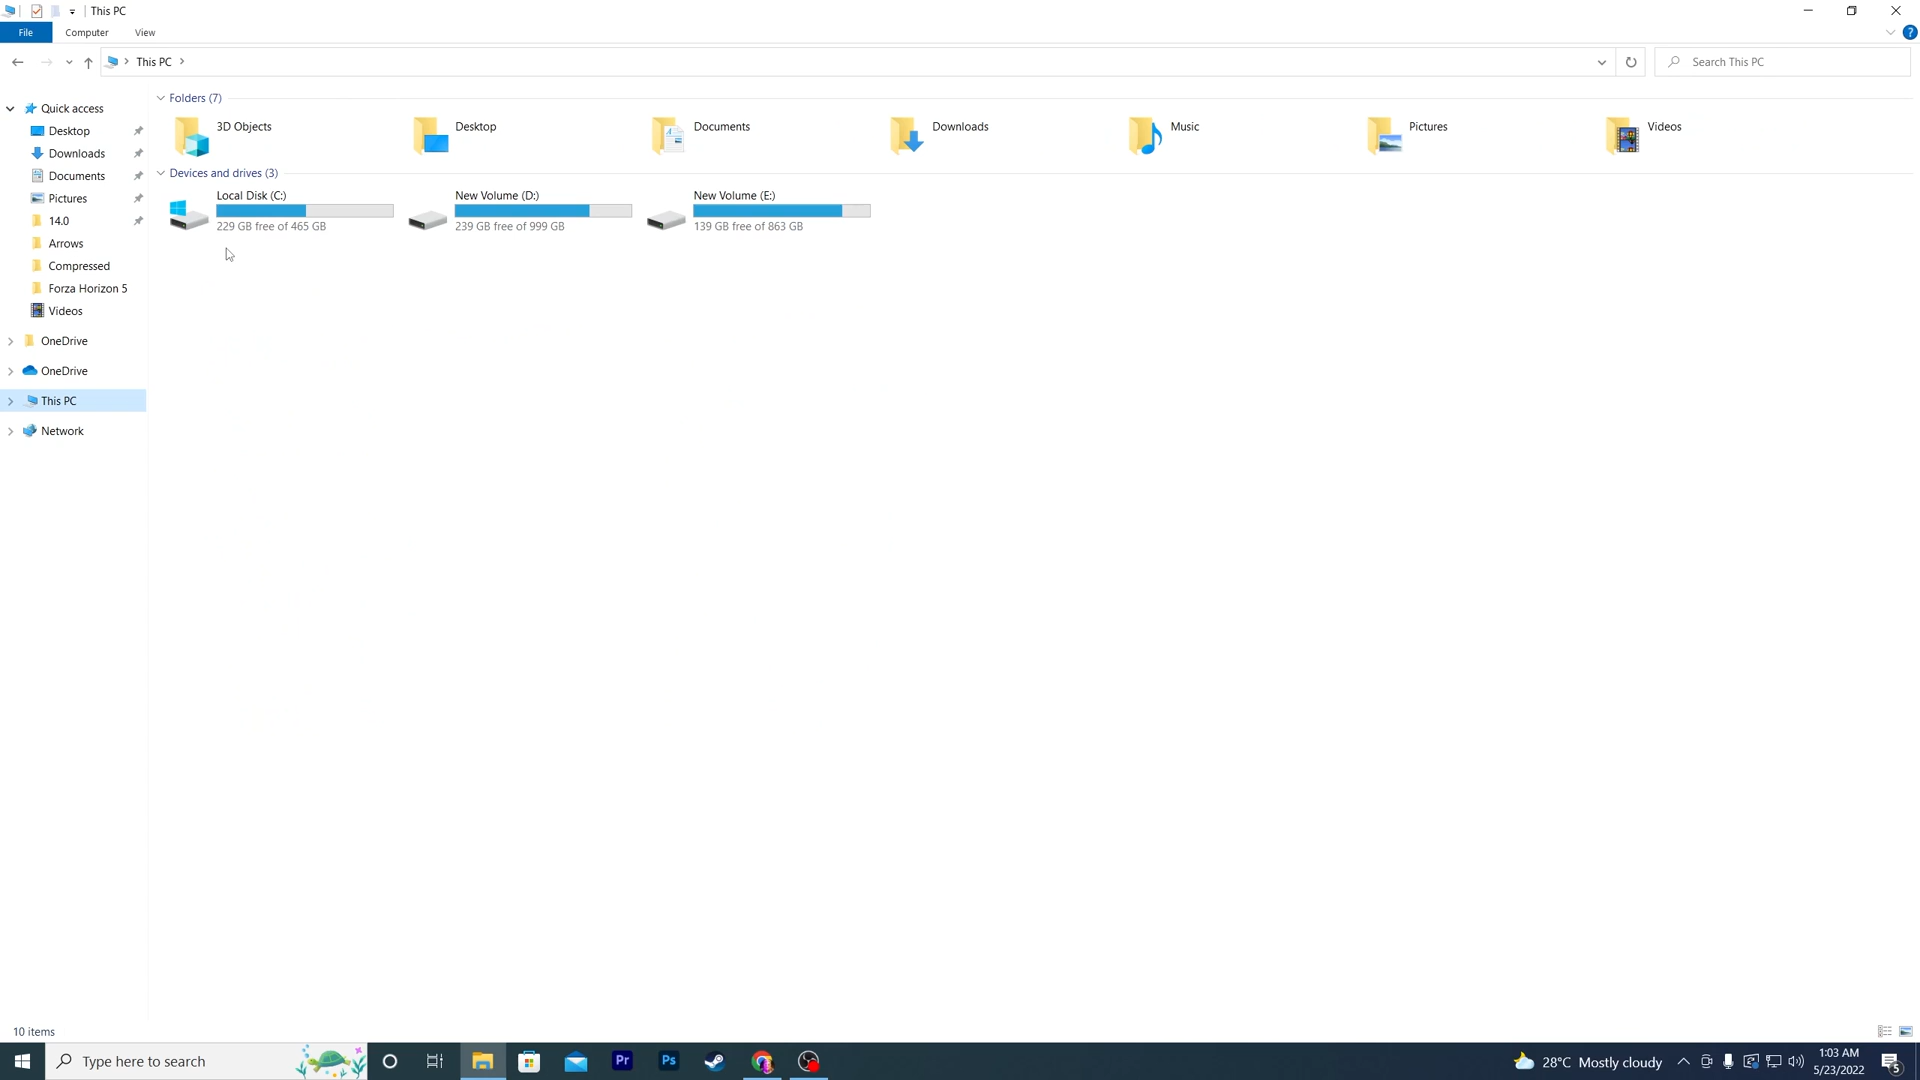 This PC
File Computer View
This PC
Search This PC
Quick access
Desktop
Downloads
Documents
Pictures
14.0
Arrows
Compressed
Forza Horizon 5
Videos
OneDrive
OneDrive
This PC
Network
Folders (7)
3D Objects
Desktop
Documents
Downloads
Music
Pictures
Videos
Devices and drives (3)
Local Disk (C:)
229 GB free of 465 GB
New Volume (D:)
239 GB free of 999 GB
New Volume (E:)
139 GB free of 863 GB
10 items
Type here to search
Pr
Ps
28°C Mostly cloudy
1:03 AM
5/23/2022
5